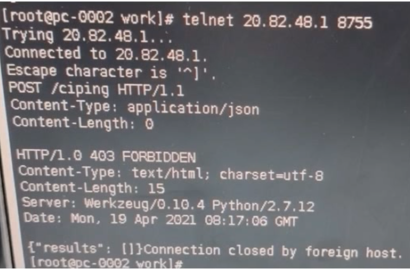 [root@pc-0002 work]# telnet 20.82.48.1 8755
Trying 20.82.48.1...
Connected to 20.82.48.1.
Escape character is '^]'.
POST /ciping HTTP/1.1
Content-Type: application/json
Content-Length: 0
HTTP/1.0 403 FORBIDDEN
Content-Type: text/html; charset=utf-8
Content-Length: 15
Server: Werkzeug/0.10.4 Python/2.7.12
Date: Mon, 19 Apr 2021 08:17:06 GMT
{"results": []}Connection closed by foreign host.
[root@pc-0002 work]#